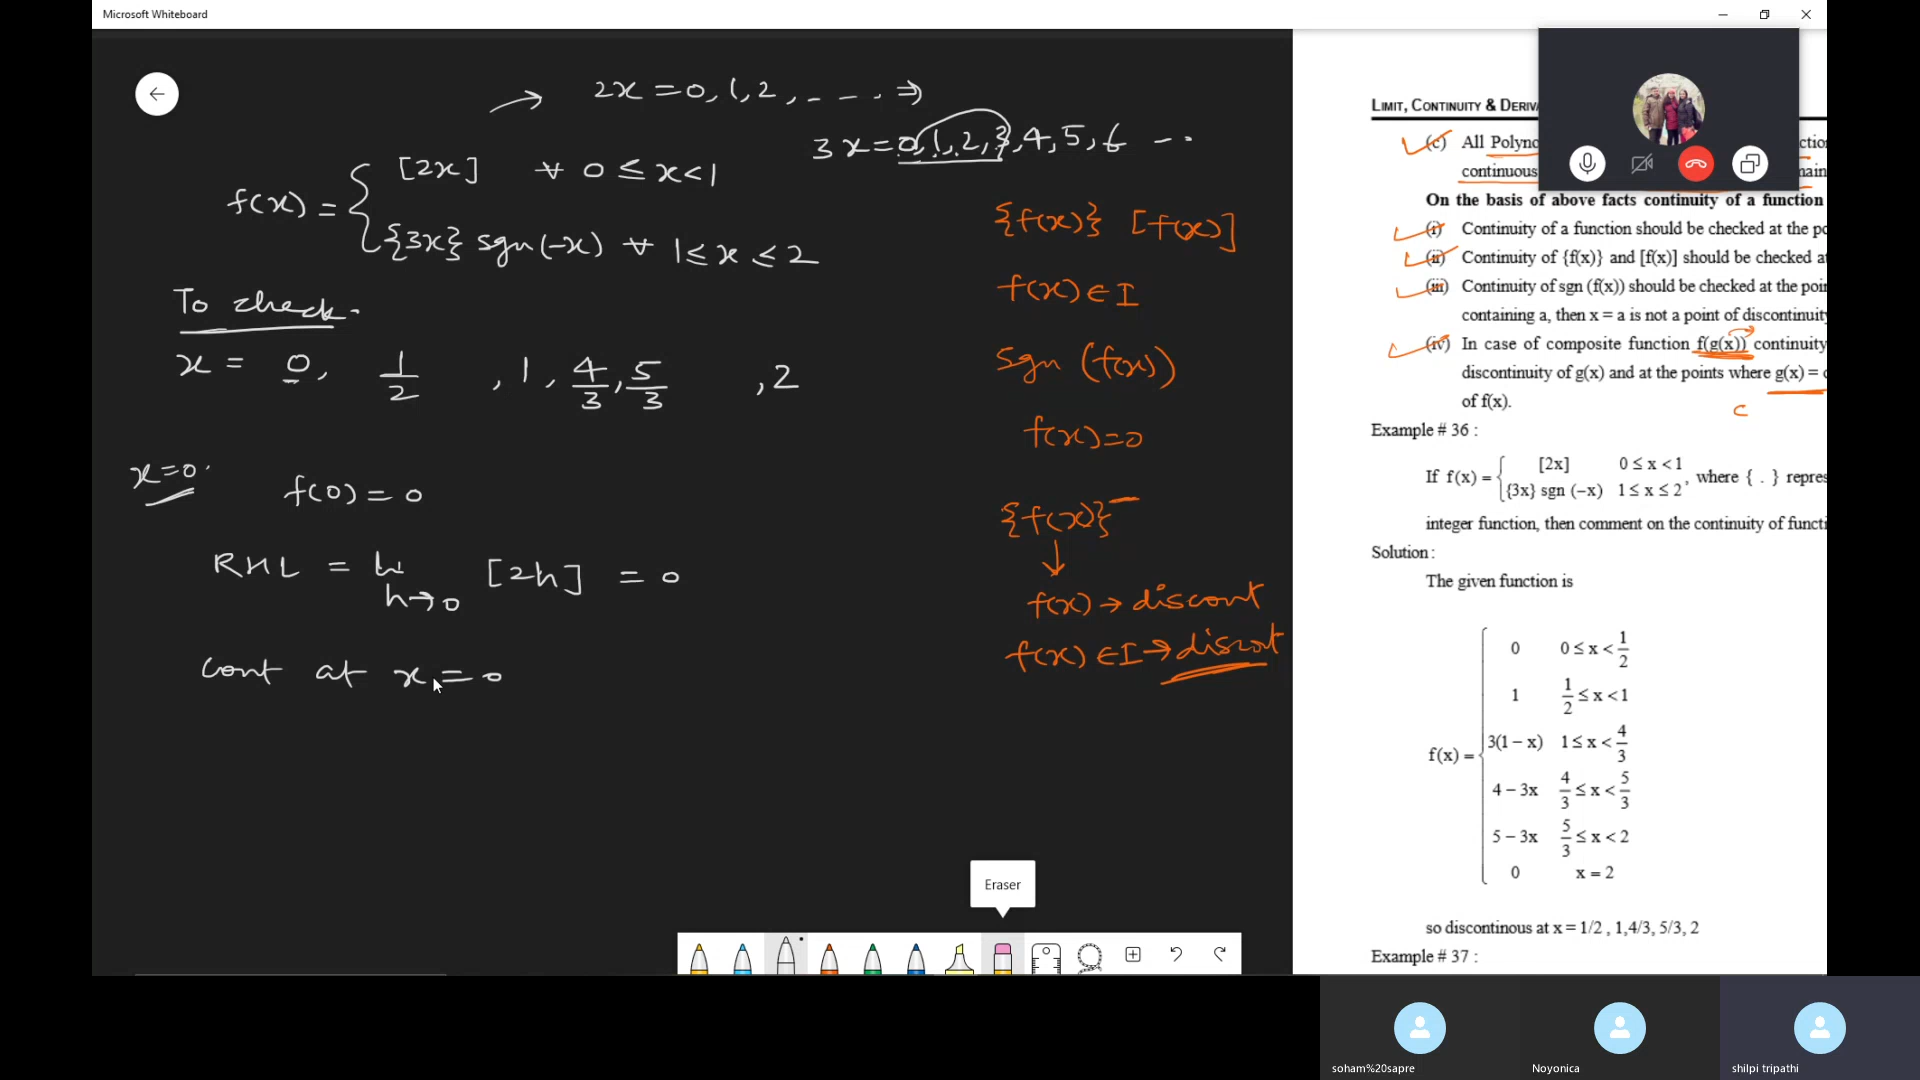 Microsoft Whiteboard
2x = 0, 1, 2, - - - . ⇒
3x = 0, 1, 2, 3, 4, 5, 6 - - .
f(x) = { [2x] ∀ 0 ≤ x < 1
{3x} sgn(-x) ∀ 1 ≤ x ≤ 2
To check.
x = 0, 1/2 , 1, 4/3, 5/3 , 2
x=0.
f(0) = 0
RHL = lt h→0 [2h] = 0
cont at x = 0
{f(x)} [f(x)]
f(x) ∈ I
sgn (f(x))
f(x)=0
{f(x)}
↓
f(x) → discont
f(x) ∈ I → discont
Eraser
LIMIT, CONTINUITY & DERIV
(c) All Polyno
continuous
On the basis of above facts continuity of a function
(i) Continuity of a function should be checked at the po
(ii) Continuity of {f(x)} and [f(x)] should be checked a
(iii) Continuity of sgn (f(x)) should be checked at the poi
containing a, then x = a is not a point of discontinuity
(iv) In case of composite function f(g(x)) continuity
discontinuity of g(x) and at the points where g(x) = c
of f(x).
c
Example # 36 :
If f(x) = { [2x] 0 ≤ x < 1
{3x} sgn (−x) 1 ≤ x ≤ 2 , where { . } repres
integer function, then comment on the continuity of functi
Solution :
The given function is
f(x) = { 0 0 ≤ x < 1/2
1 1/2 ≤ x < 1
3(1 − x) 1 ≤ x < 4/3
4 − 3x 4/3 ≤ x < 5/3
5 − 3x 5/3 ≤ x < 2
0 x = 2
so discontinous at x = 1/2 , 1,4/3, 5/3, 2
Example # 37 :
soham%20sapre
Noyonica
shilpi tripathi